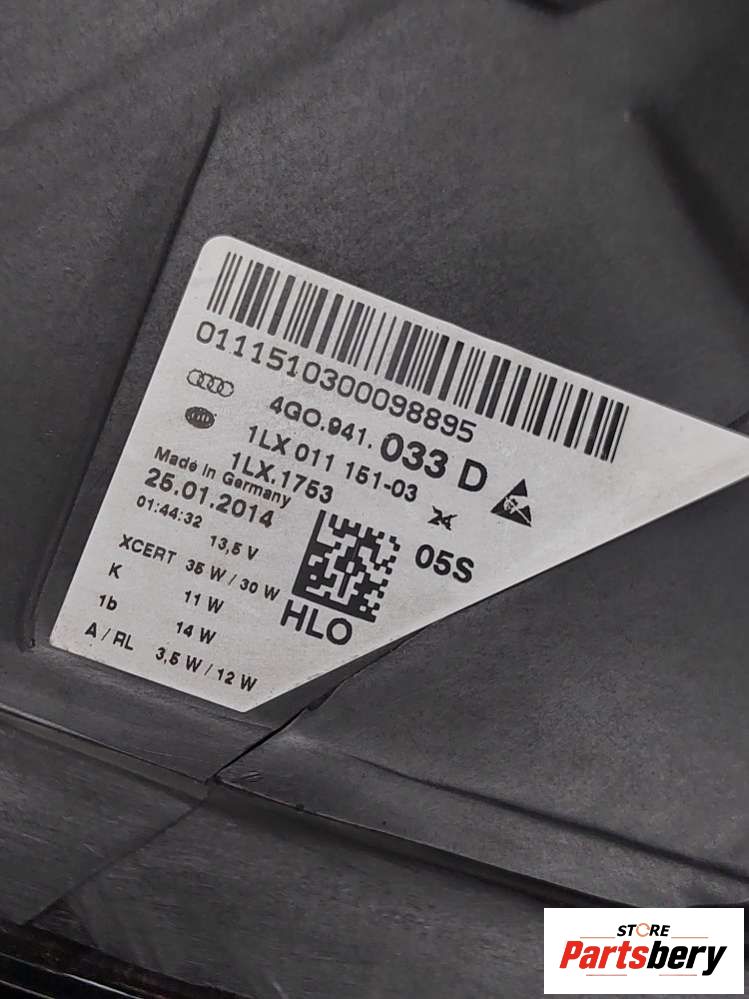 0111510300098895
4G0.941.033 D
1LX 011 151-03
1LX.1753
Made in Germany
25.01.2014
01:44:32
05S
13,5 V
XCERT 35 W / 30 W
K 11 W
1b 14 W
A / RL 3,5 W / 12 W
HLO
STORE
Partsbery